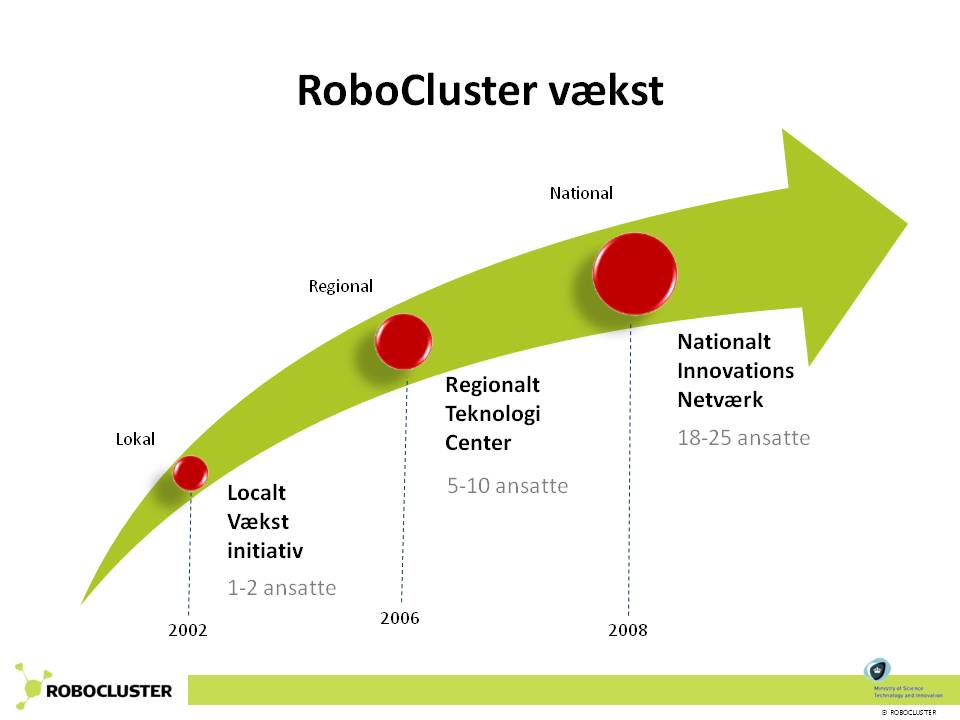 RoboCluster vækst
National
Regional
Lokal
Nationalt
Innovations
Netværk
18-25 ansatte
Regionalt
Teknologi
Center
5-10 ansatte
Localt
Vækst
initiativ
1-2 ansatte
2002
2006
2008
ROBOCLUSTER
Ministry of Science
Technology and Innovation
© ROBOCLUSTER